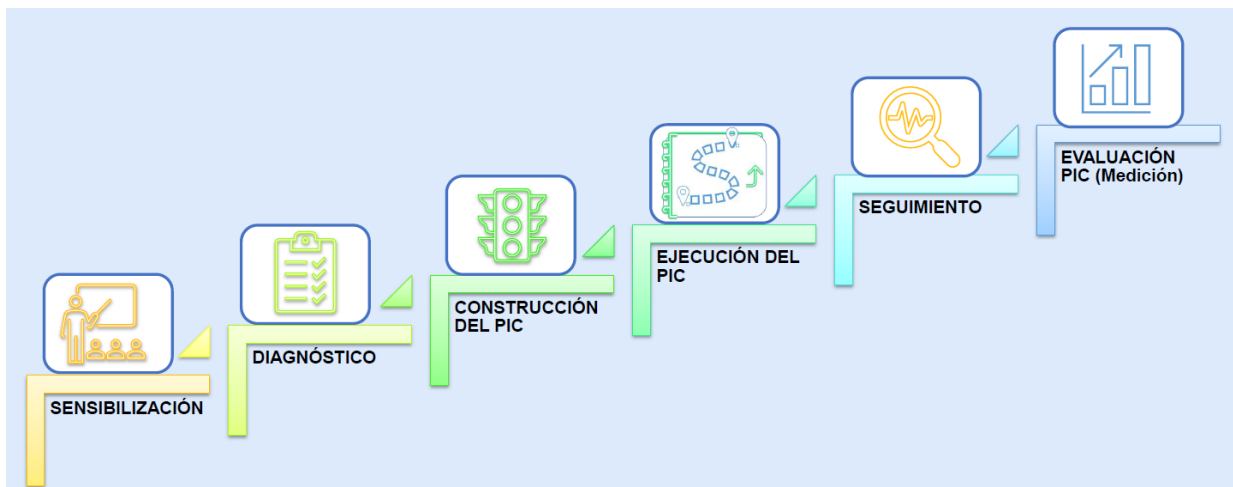 SENSIBILIZACIÓN
DIAGNÓSTICO
CONSTRUCCIÓN
DEL PIC
EJECUCIÓN DEL
PIC
SEGUIMIENTO
EVALUACIÓN
PIC (Medición)